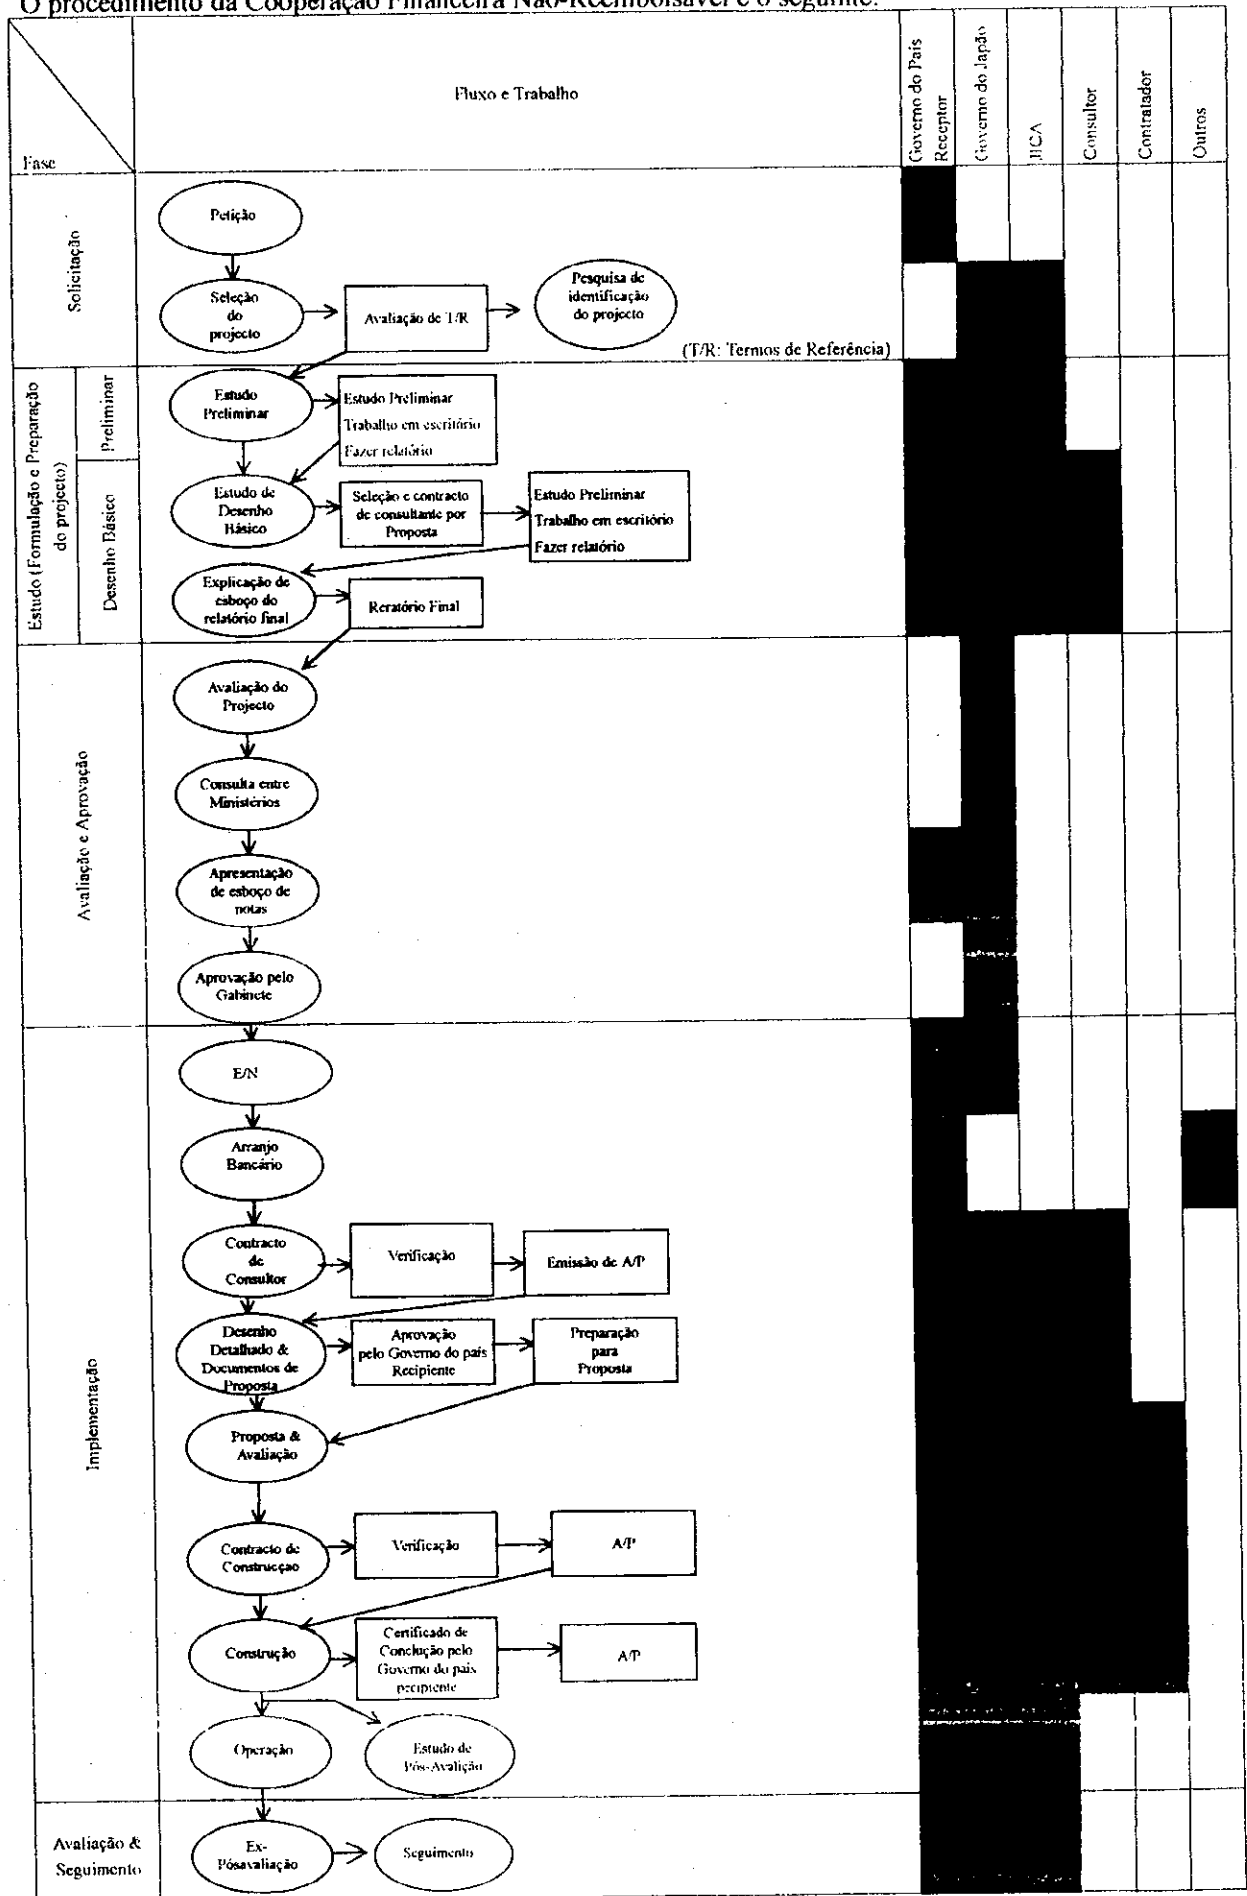 O procedimento da Cooperação Financeira Não-Reembolsável é o seguinte:
Fase
Fluxo e Trabalho
Governo do País
Receptor
Governo do Japão
JICA
Consultor
Contratador
Outros
Solicitação
Petição
Seleção
do
projecto
Avaliação de T/R
Pesquisa de
identificação
do projecto
(T/R: Termos de Referência)
Estudo (Formulação e Preparação
do projecto)
Preliminar
Estudo
Preliminar
Estudo Preliminar
Trabalho em escritório
Fazer relatório
Desenho Básico
Estudo de
Desenho
Básico
Seleção e contracto
de consultante por
Proposta
Estudo Preliminar
Trabalho em escritório
Fazer relatório
Explicação de
esboço do
relatório final
Reratório Final
Avaliação e Aprovação
Avaliação do
Projecto
Consulta entre
Ministérios
Apresentação
de esboço de
notas
Aprovação pelo
Gabinete
Implementação
E/N
Arranjo
Bancário
Contracto
de
Consultor
Verificação
Emissão de A/P
Desenho
Detalhado &
Documentos de
Proposta
Aprovação
pelo Governo do país
Recipiente
Preparação
para
Proposta
Proposta &
Avaliação
Contracto de
Construcçao
Verificação
A/P
Construção
Certificado de
Conclução pelo
Governo do país
recipiente
A/P
Operação
Estudo de
Pós-Avalição
Avaliação &
Seguimento
Ex-
Pósavaliação
Seguimento